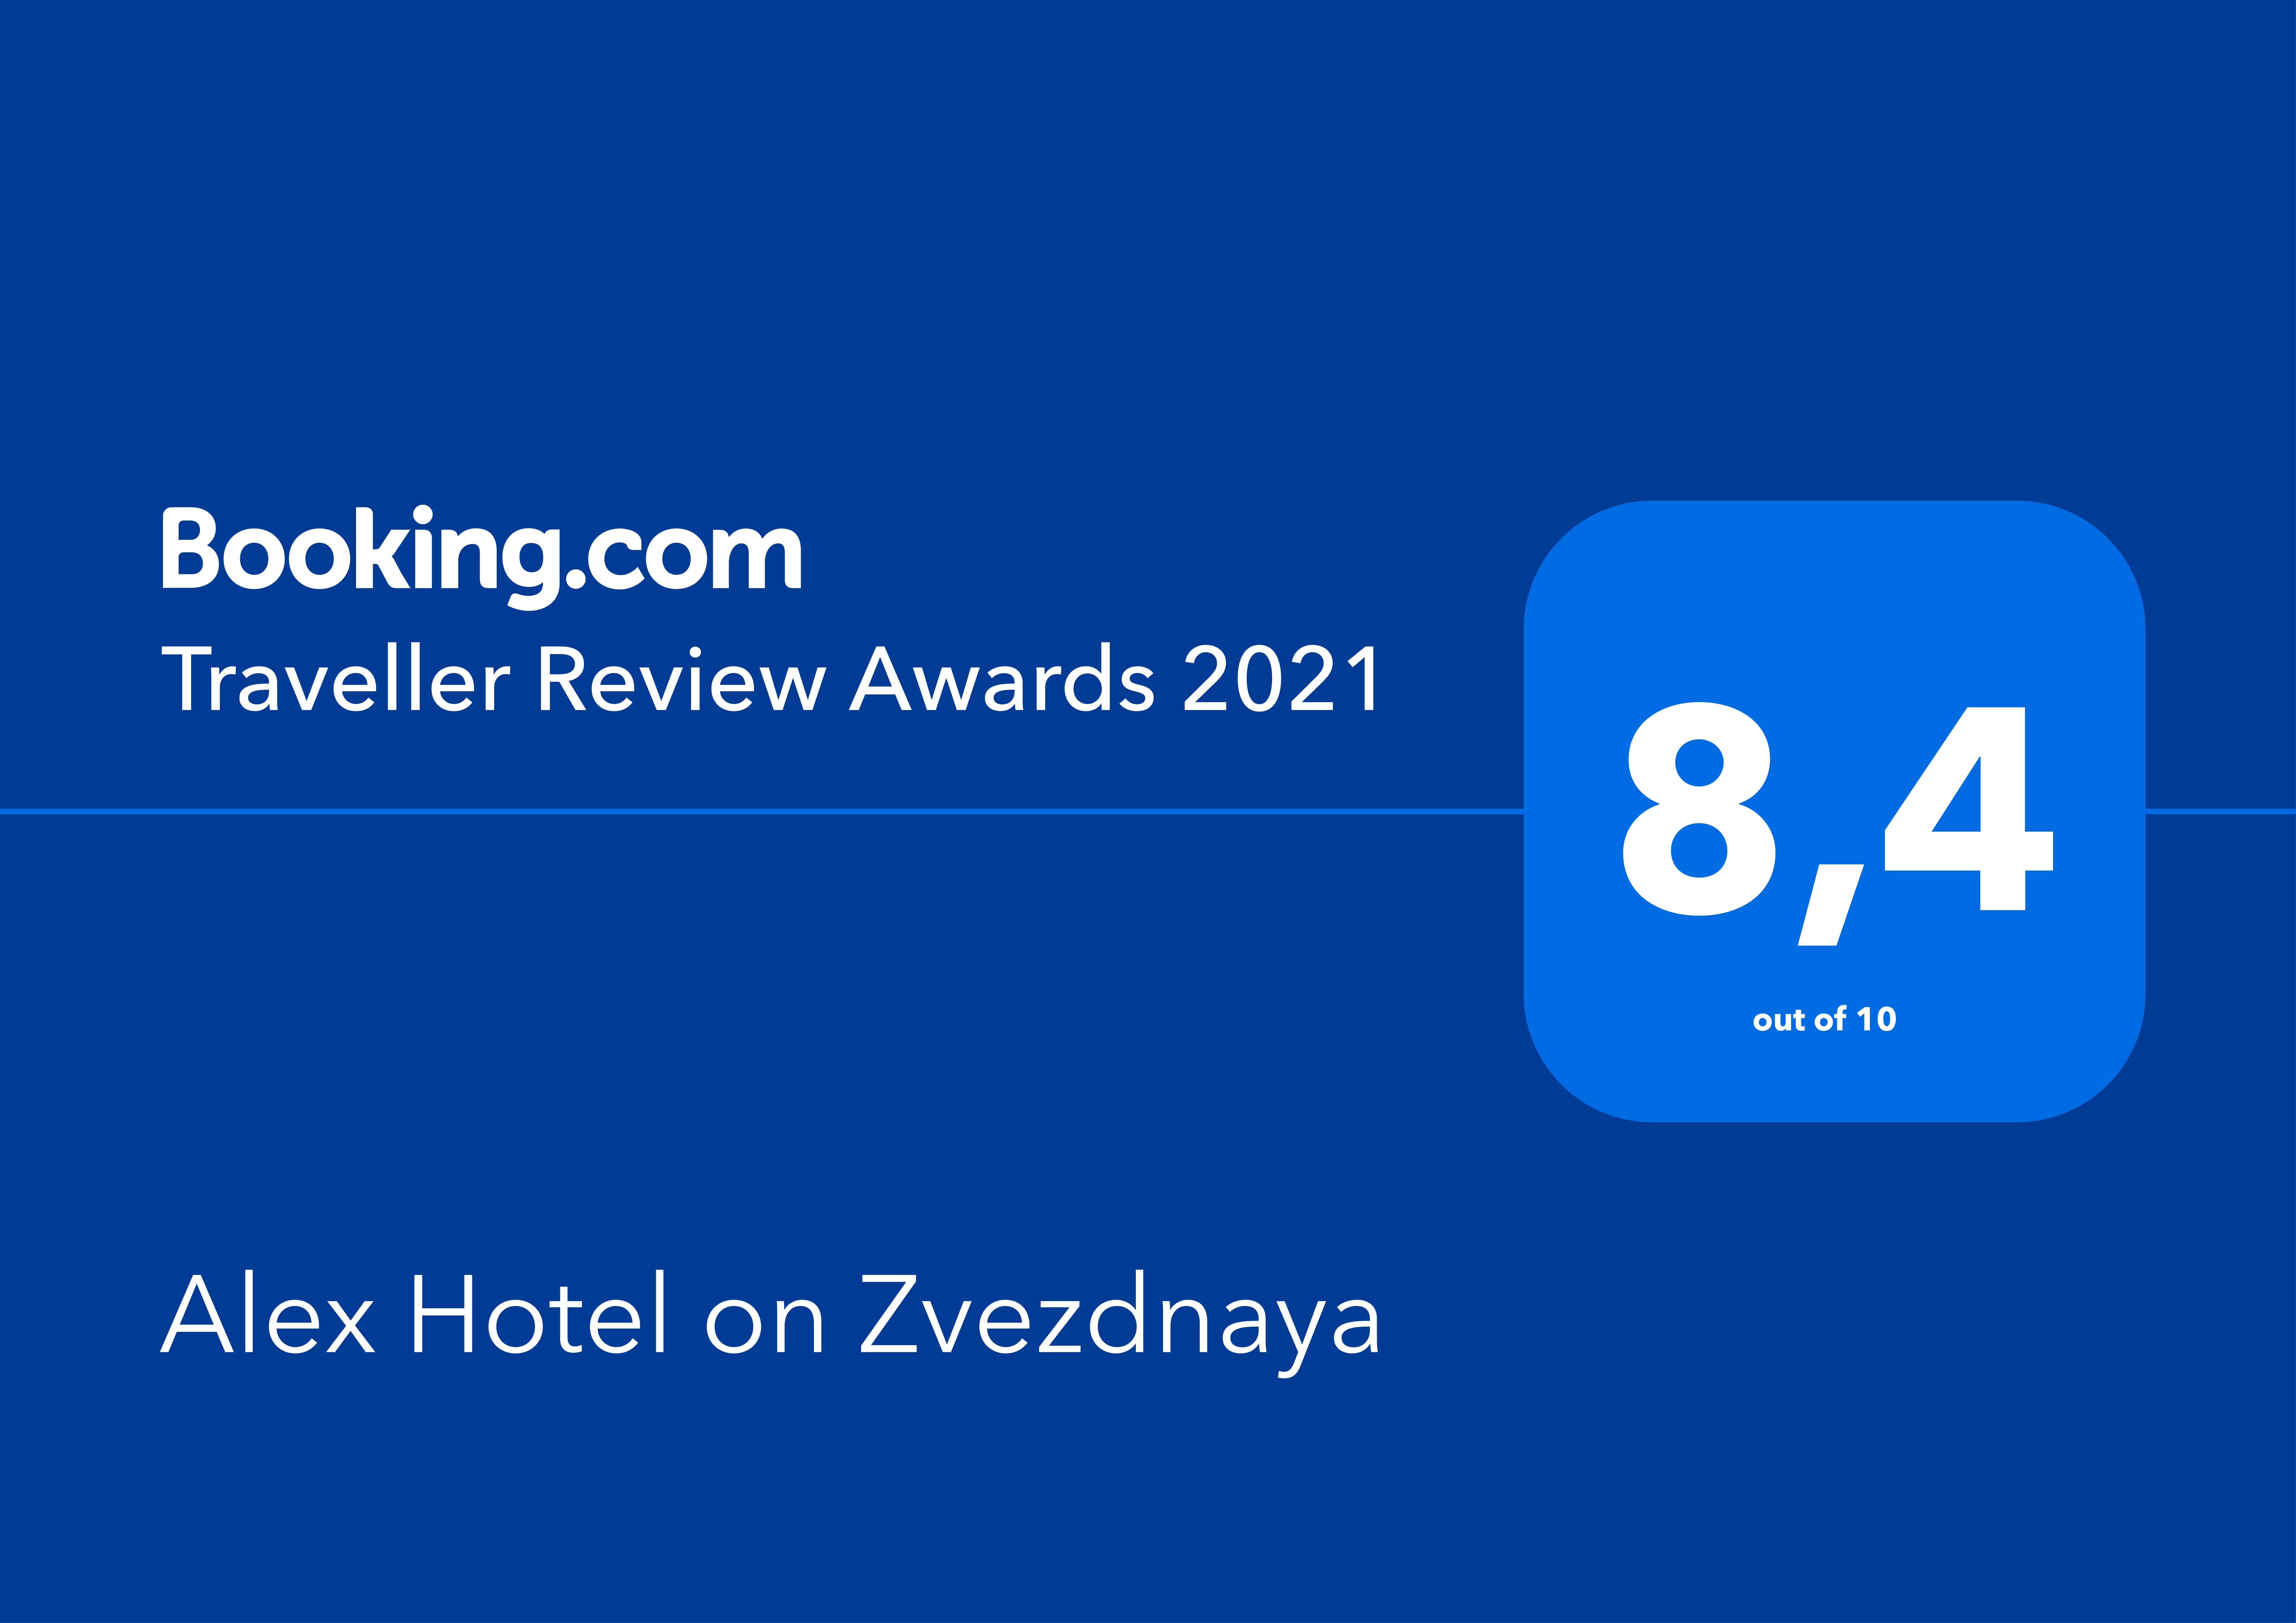 Booking.com
Traveller Review Awards 2021
8,4
out of 10
Alex Hotel on Zvezdnaya